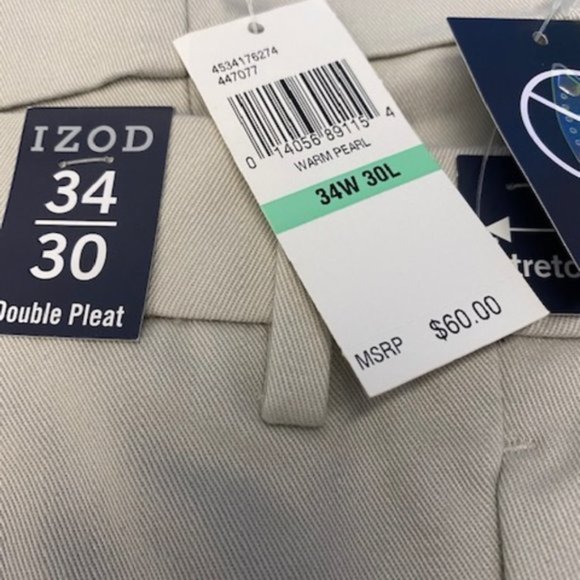 IZOD
34
30
Double Pleat
4534176274
447077
0 14056 89115 4
WARM PEARL
34W 30L
MSRP $60.00